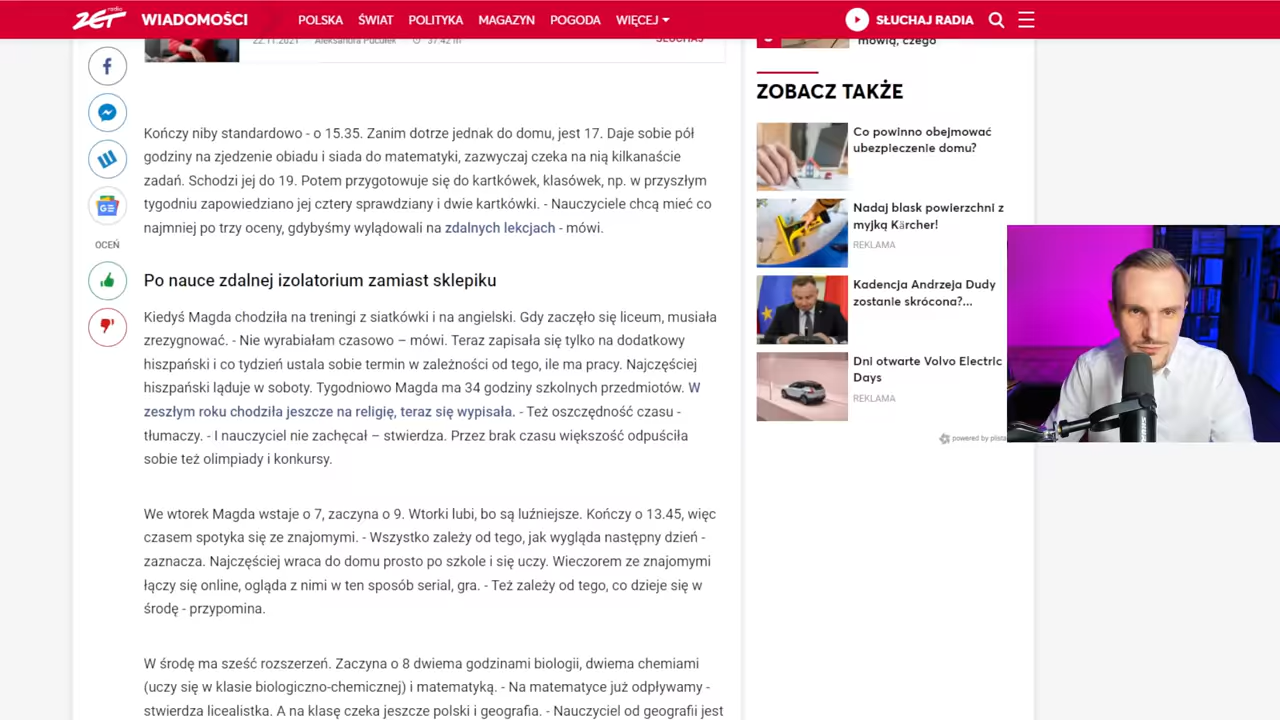 ZET radio
WIADOMOŚCI
POLSKA ŚWIAT POLITYKA MAGAZYN POGODA WIĘCEJ
SŁUCHAJ RADIA
22.11.2021 Aleksandra Pucułek 37:42 m SŁUCHAJ
OCEŃ
Kończy niby standardowo - o 15.35. Zanim dotrze jednak do domu, jest 17. Daje sobie pół
godziny na zjedzenie obiadu i siada do matematyki, zazwyczaj czeka na nią kilkanaście
zadań. Schodzi jej do 19. Potem przygotowuje się do kartkówek, klasówek, np. w przyszłym
tygodniu zapowiedziano jej cztery sprawdziany i dwie kartkówki. - Nauczyciele chcą mieć co
najmniej po trzy oceny, gdybyśmy wylądowali na zdalnych lekcjach - mówi.
Po nauce zdalnej izolatorium zamiast sklepiku
Kiedyś Magda chodziła na treningi z siatkówki i na angielski. Gdy zaczęło się liceum, musiała
zrezygnować. - Nie wyrabiałam czasowo – mówi. Teraz zapisała się tylko na dodatkowy
hiszpański i co tydzień ustala sobie termin w zależności od tego, ile ma pracy. Najczęściej
hiszpański ląduje w soboty. Tygodniowo Magda ma 34 godziny szkolnych przedmiotów. W
zeszłym roku chodziła jeszcze na religię, teraz się wypisała. - Też oszczędność czasu -
tłumaczy. - I nauczyciel nie zachęcał – stwierdza. Przez brak czasu większość odpuściła
sobie też olimpiady i konkursy.
We wtorek Magda wstaje o 7, zaczyna o 9. Wtorki lubi, bo są luźniejsze. Kończy o 13.45, więc
czasem spotyka się ze znajomymi. - Wszystko zależy od tego, jak wygląda następny dzień -
zaznacza. Najczęściej wraca do domu prosto po szkole i się uczy. Wieczorem ze znajomymi
łączy się online, ogląda z nimi w ten sposób serial, gra. - Też zależy od tego, co dzieje się w
środę - przypomina.
W środę ma sześć rozszerzeń. Zaczyna o 8 dwiema godzinami biologii, dwiema chemiami
(uczy się w klasie biologiczno-chemicznej) i matematyką. - Na matematyce już odpływamy -
stwierdza licealistka. A na klasę czeka jeszcze polski i geografia. - Nauczyciel od geografii jest
mówią, czego
ZOBACZ TAKŻE
Co powinno obejmować
ubezpieczenie domu?
Nadaj blask powierzchni z
myjką Kärcher!
REKLAMA
Kadencja Andrzeja Dudy
zostanie skrócona?...
Dni otwarte Volvo Electric
Days
REKLAMA
powered by plista